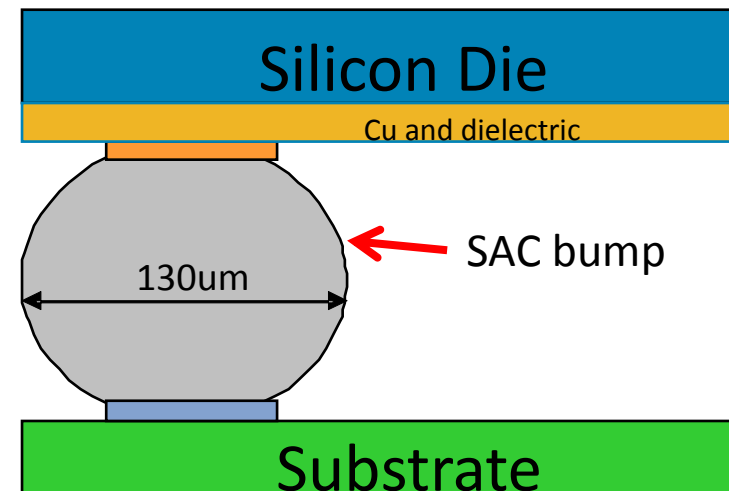 Silicon Die
Cu and dielectric
SAC bump
130um
Substrate